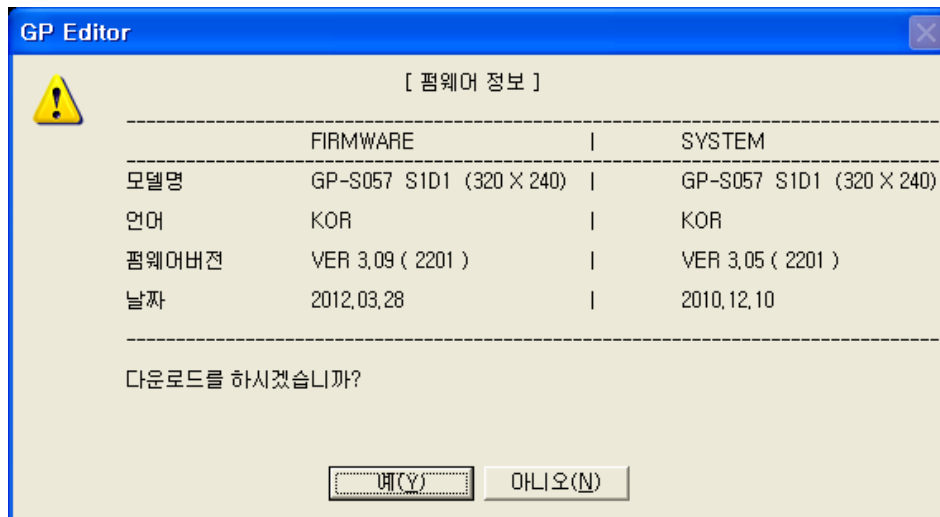 GP Editor
[ 펌웨어 정보 ]
FIRMWARE | SYSTEM
모델명 GP-S057 S1D1 (320 X 240) | GP-S057 S1D1 (320 X 240)
언어 KOR | KOR
펌웨어버전 VER 3.09 ( 2201 ) | VER 3.05 ( 2201 )
날짜 2012.03.28 | 2010.12.10
다운로드를 하시겠습니까?
예(Y) 아니오(N)